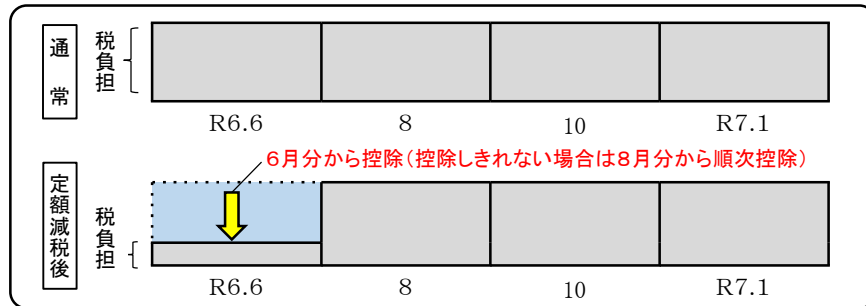 通常
税負担
R6.6 8 10 R7.1
6月分から控除（控除しきれない場合は8月分から順次控除）
定額減税後
税負担
R6.6 8 10 R7.1